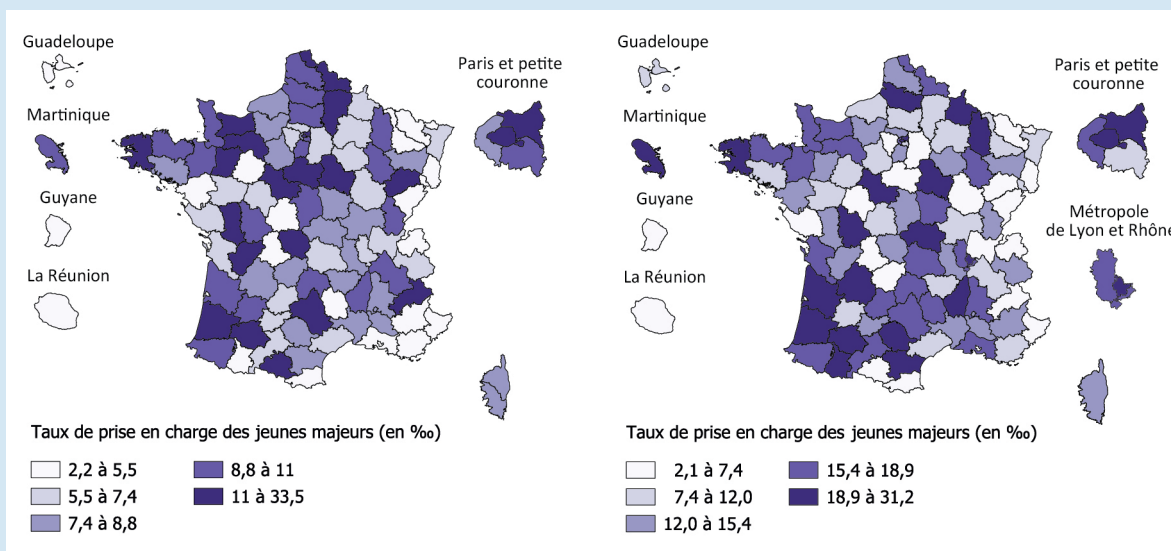 Guadeloupe
Martinique
Guyane
La Réunion
Paris et petite
couronne
Taux de prise en charge des jeunes majeurs (en ‰)
2,2 à 5,5
5,5 à 7,4
7,4 à 8,8
8,8 à 11
11 à 33,5
Guadeloupe
Martinique
Guyane
La Réunion
Paris et petite
couronne
Métropole
de Lyon et Rhône
Taux de prise en charge des jeunes majeurs (en ‰)
2,1 à 7,4
7,4 à 12,0
12,0 à 15,4
15,4 à 18,9
18,9 à 31,2